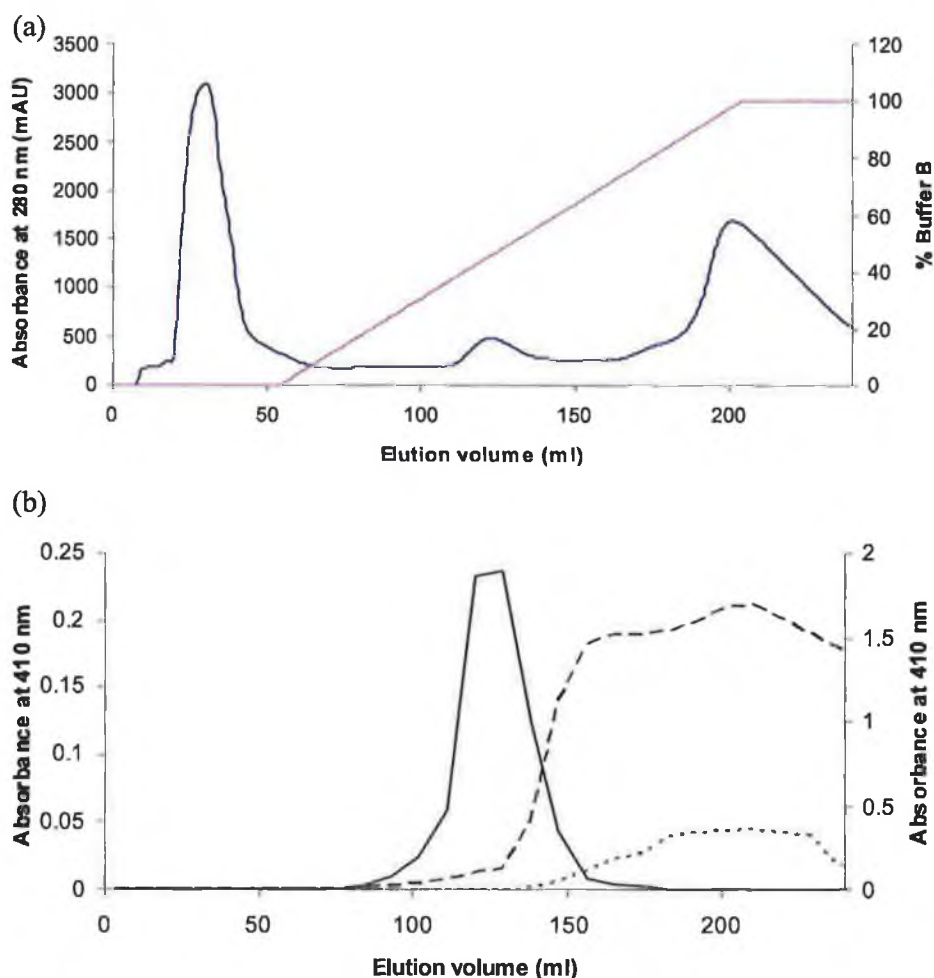 (a)
Absorbance at 280 nm (mAU)
3500
3000
2500
2000
1500
1000
500
0
120
100
80
60
40
20
0
% Buffer B
0 50 100 150 200
Elution volume (ml)
(b)
Absorbance at 410 nm
0.25
0.2
0.15
0.1
0.05
0
2
1.5
1
0.5
0
Absorbance at 410 nm
0 50 100 150 200
Elution volume (ml)